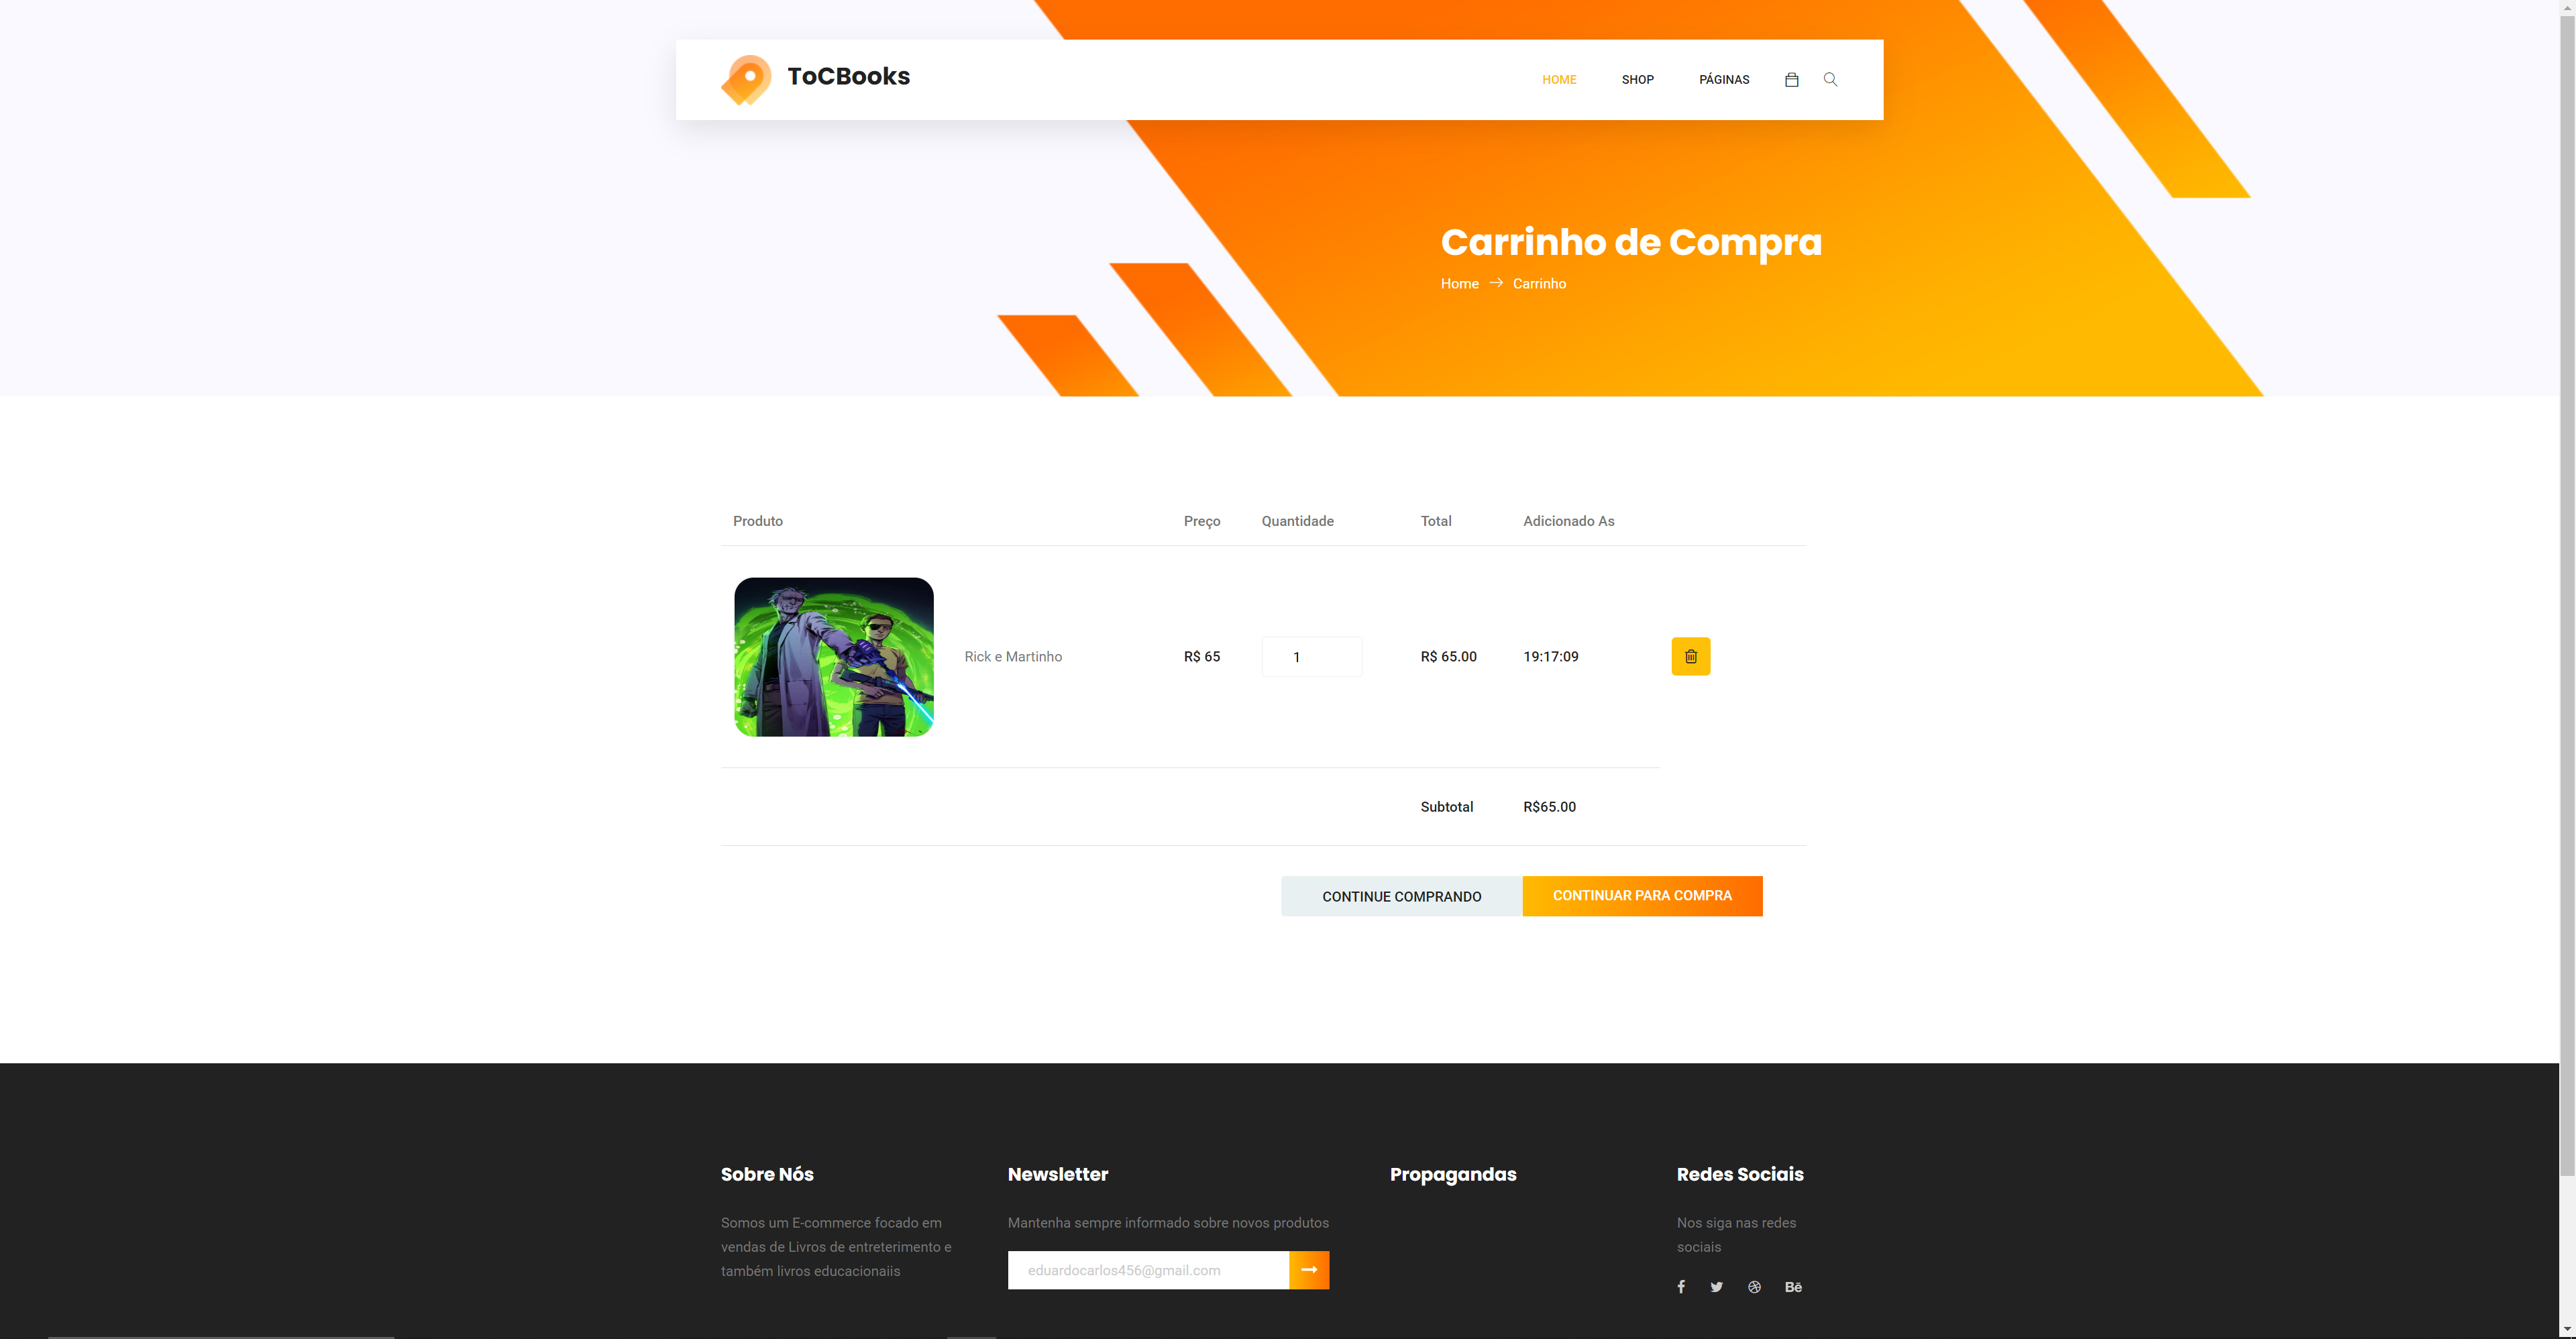 ToCBooks
HOME SHOP PÁGINAS
Carrinho de Compra
Home Carrinho
Produto Preço Quantidade Total Adicionado As
Rick e Martinho R$ 65 1 R$ 65.00 19:17:09
Subtotal R$65.00
CONTINUE COMPRANDO CONTINUAR PARA COMPRA
Sobre Nós
Somos um E-commerce focado em
vendas de Livros de entreterimento e
também livros educacionaiis
Newsletter
Mantenha sempre informado sobre novos produtos
eduardocarlos456@gmail.com
Propagandas
Redes Sociais
Nos siga nas redes
sociais